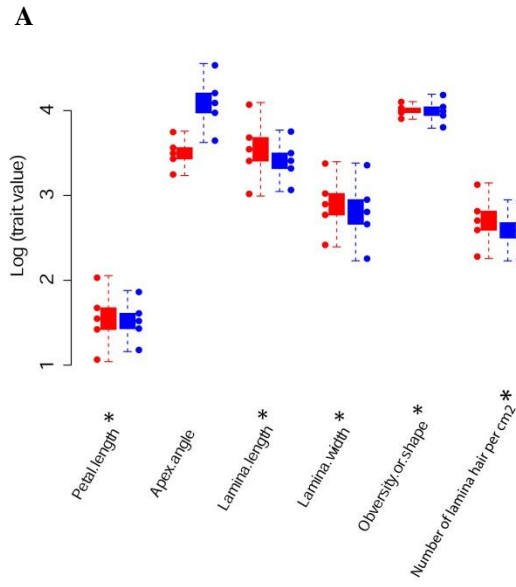 A
Log (trait value)
4
3
2
1
Petal.length *
Apex.angle
Lamina.length *
Lamina.width *
Obversity.or.shape *
Number of lamina hair per cm2 *